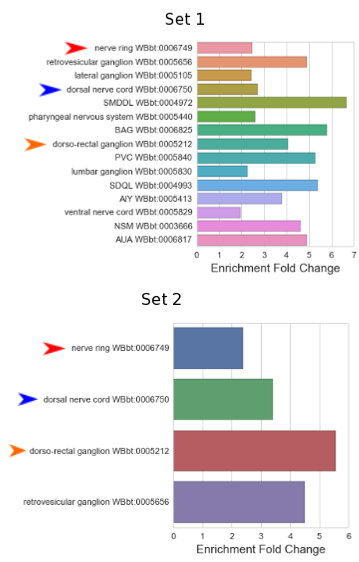 Set 1
nerve ring WBbt:0006749
retrovesicular ganglion WBbt:0005656
lateral ganglion WBbt:0005105
dorsal nerve cord WBbt:0006750
SMDDL WBbt:0004972
pharyngeal nervous system WBbt:0005440
BAG WBbt:0006825
dorso-rectal ganglion WBbt:0005212
PVC WBbt:0005840
lumbar ganglion WBbt:0005830
SDQL WBbt:0004993
AIY WBbt:0005413
ventral nerve cord WBbt:0005829
NSM WBbt:0003666
AUA WBbt:0006817
0 1 2 3 4 5 6 7
Enrichment Fold Change
Set 2
nerve ring WBbt:0006749
dorsal nerve cord WBbt:0006750
dorso-rectal ganglion WBbt:0005212
retrovesicular ganglion WBbt:0005656
0 1 2 3 4 5 6
Enrichment Fold Change